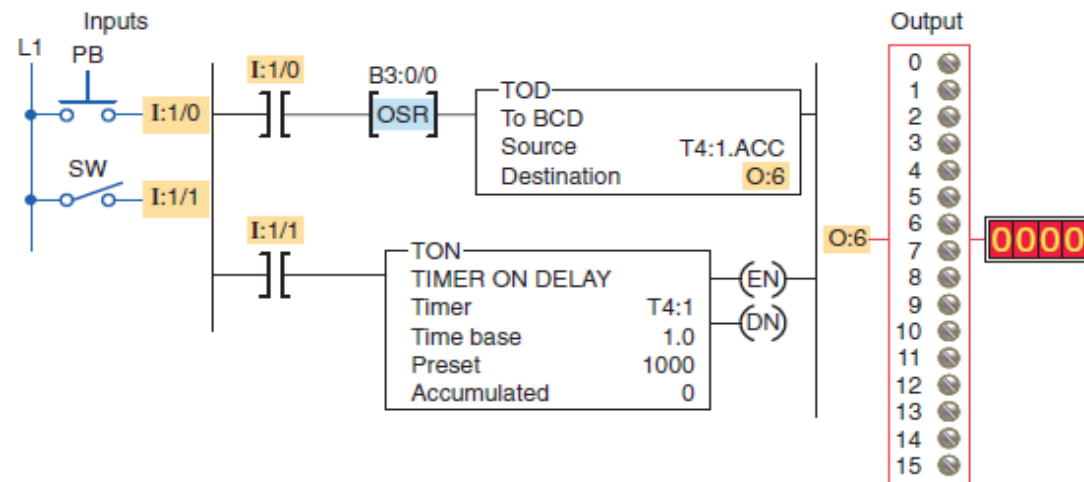 Inputs
Output
L1
PB
I:1/0
I:1/0
B3:0/0
OSR
TOD
To BCD
Source T4:1.ACC
Destination O:6
SW
I:1/1
I:1/1
TON
TIMER ON DELAY
Timer T4:1
Time base 1.0
Preset 1000
Accumulated 0
EN
DN
O:6
0
1
2
3
4
5
6
7
8
9
10
11
12
13
14
15
0000